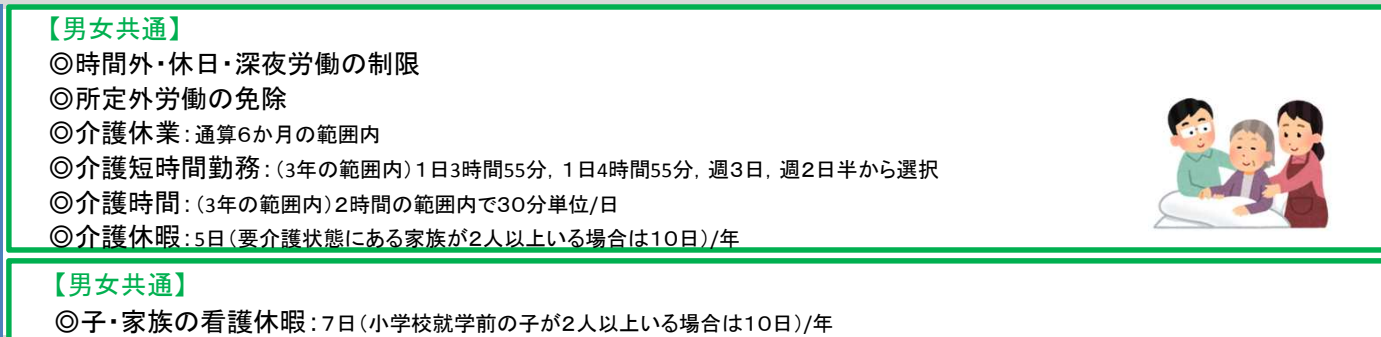 【男女共通】
◎時間外・休日・深夜労働の制限
◎所定外労働の免除
◎介護休業：通算6か月の範囲内
◎介護短時間勤務：（3年の範囲内）1日3時間55分，1日4時間55分，週3日，週2日半から選択
◎介護時間：（3年の範囲内）2時間の範囲内で30分単位/日
◎介護休暇：5日（要介護状態にある家族が2人以上いる場合は10日）/年
【男女共通】
◎子・家族の看護休暇：7日（小学校就学前の子が2人以上いる場合は10日）/年